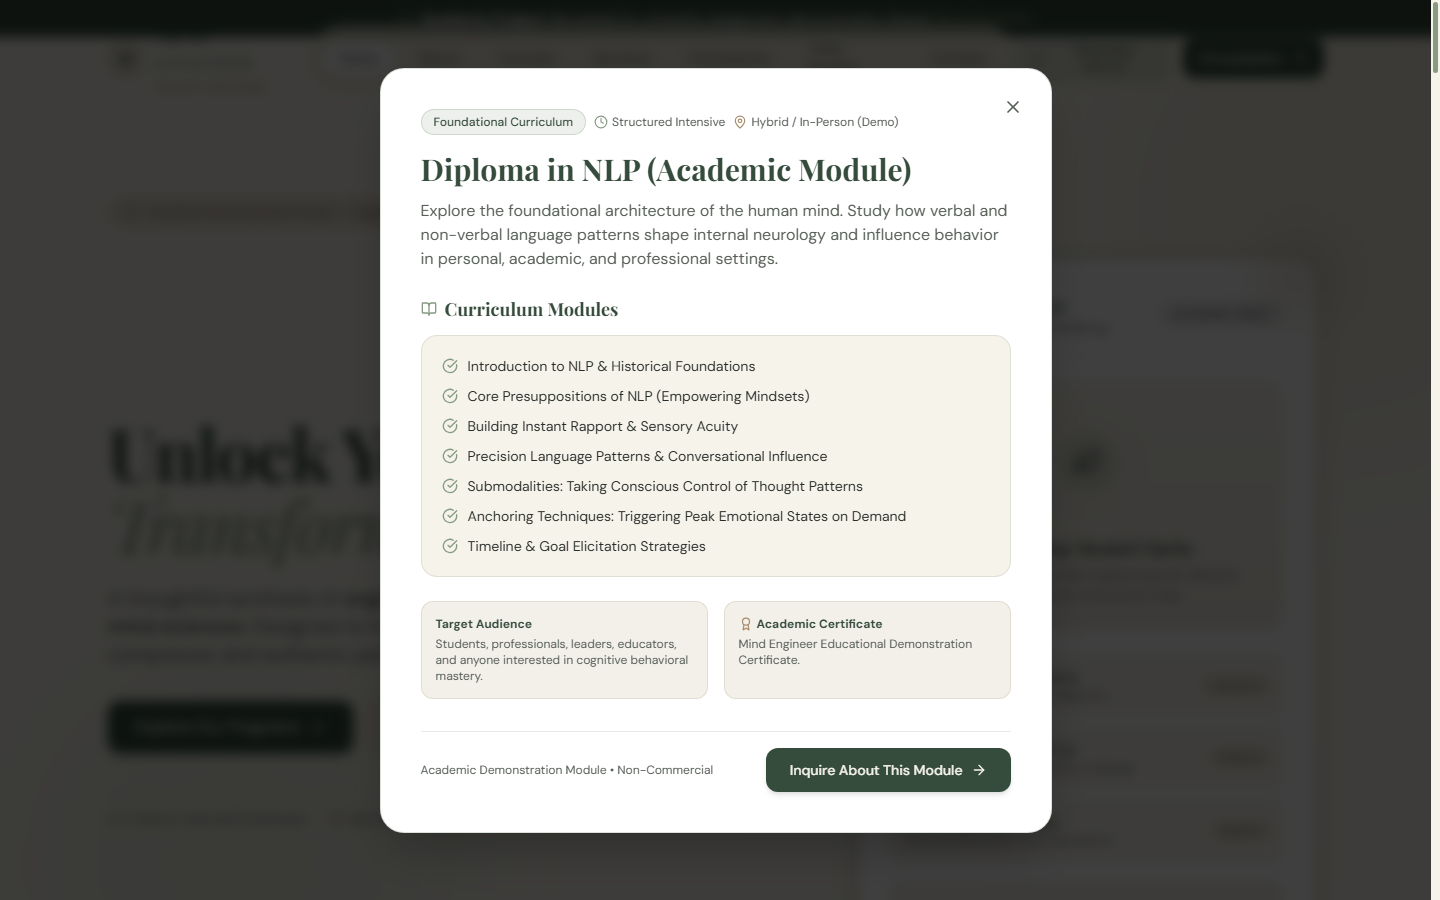 Foundational Curriculum Structured Intensive Hybrid / In-Person (Demo)
Diploma in NLP (Academic Module)
Explore the foundational architecture of the human mind. Study how verbal and
non-verbal language patterns shape internal neurology and influence behavior
in personal, academic, and professional settings.
Curriculum Modules
Introduction to NLP & Historical Foundations
Core Presuppositions of NLP (Empowering Mindsets)
Building Instant Rapport & Sensory Acuity
Precision Language Patterns & Conversational Influence
Submodalities: Taking Conscious Control of Thought Patterns
Anchoring Techniques: Triggering Peak Emotional States on Demand
Timeline & Goal Elicitation Strategies
Target Audience
Students, professionals, leaders, educators,
and anyone interested in cognitive behavioral
mastery.
Academic Certificate
Mind Engineer Educational Demonstration
Certificate.
Academic Demonstration Module • Non-Commercial
Inquire About This Module
Unlock